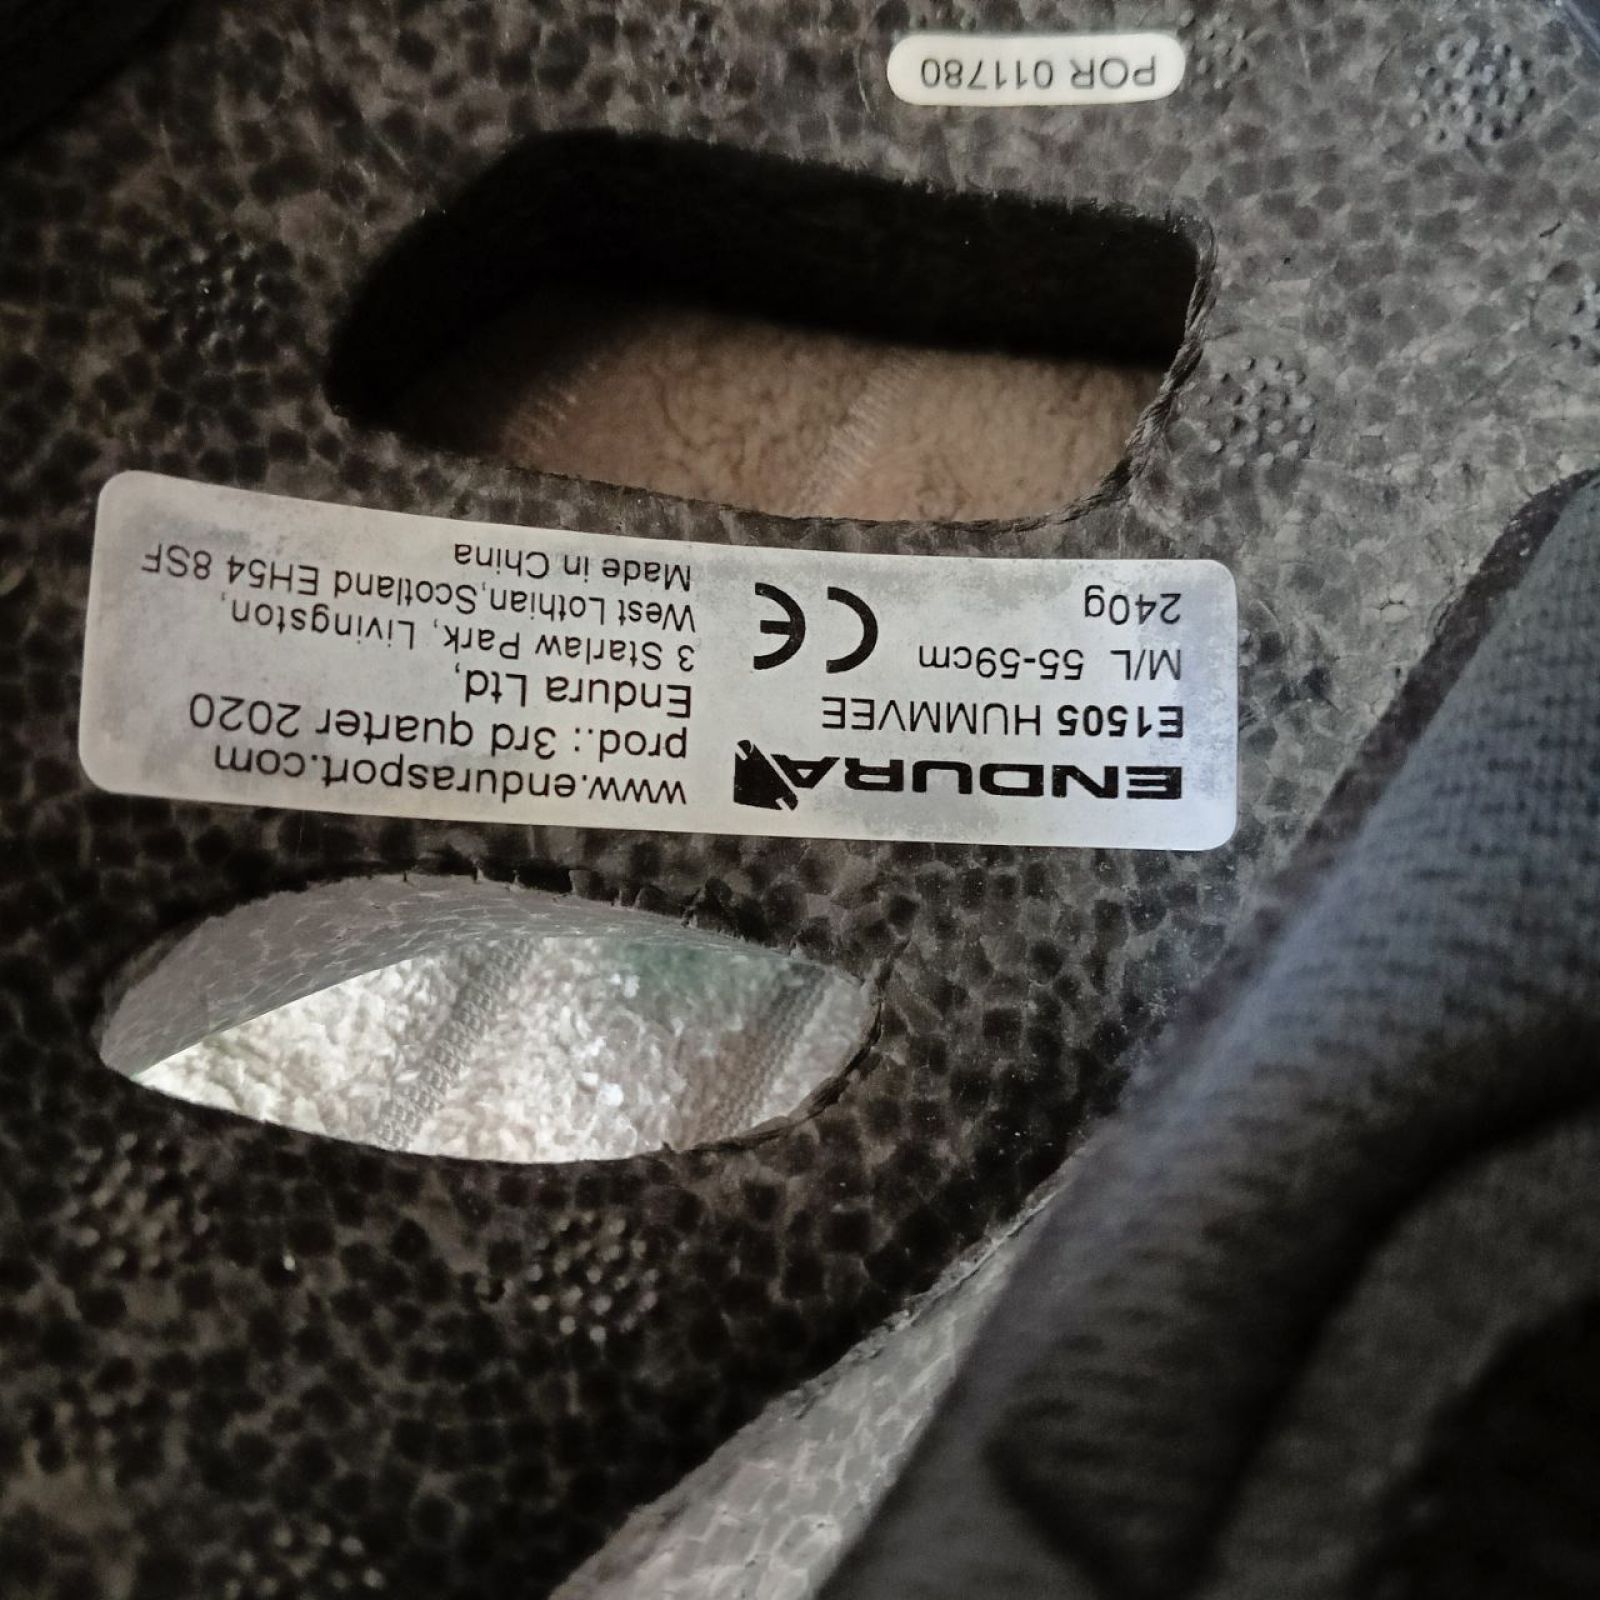 ENDURA
E1505 HUMMVEE
M/L 55-59cm
240g
CE
www.endurasport.com
prod.: 3rd quarter 2020
Endura Ltd,
3 Starlaw Park, Livingston,
West Lothian,Scotland EH54 8SF
Made in China
POR 011780